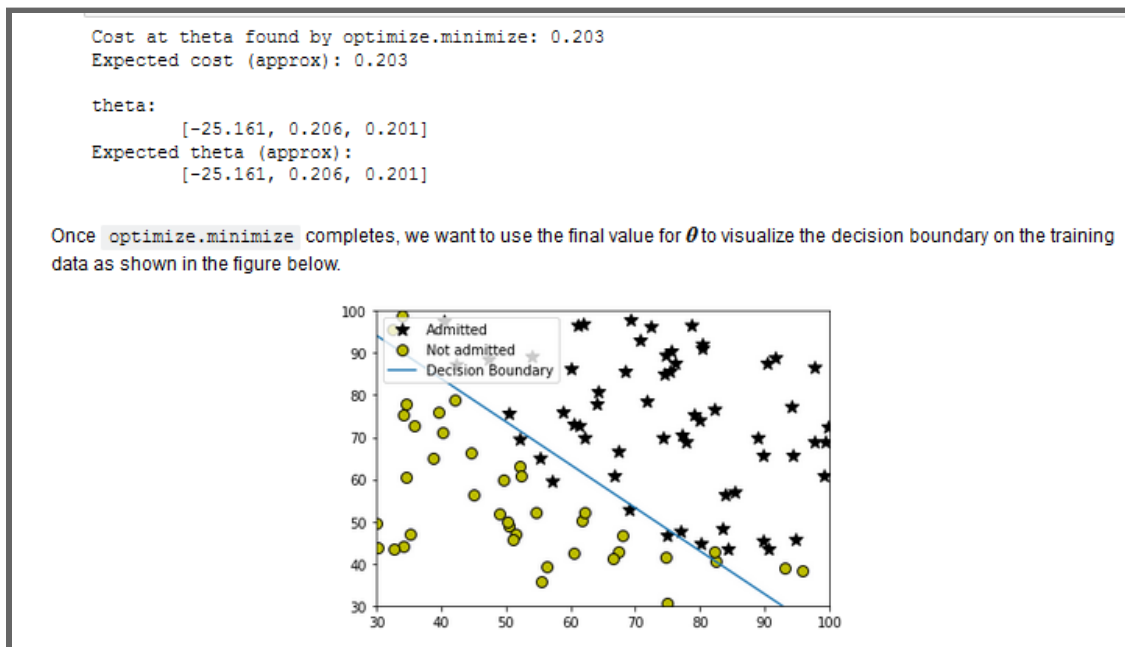 Cost at theta found by optimize.minimize: 0.203
Expected cost (approx): 0.203
theta:
[-25.161, 0.206, 0.201]
Expected theta (approx):
[-25.161, 0.206, 0.201]
Once optimize.minimize completes, we want to use the final value for θ to visualize the decision boundary on the training
data as shown in the figure below.
100
90
80
70
60
50
40
30
Admitted
Not admitted
Decision Boundary
30 40 50 60 70 80 90 100